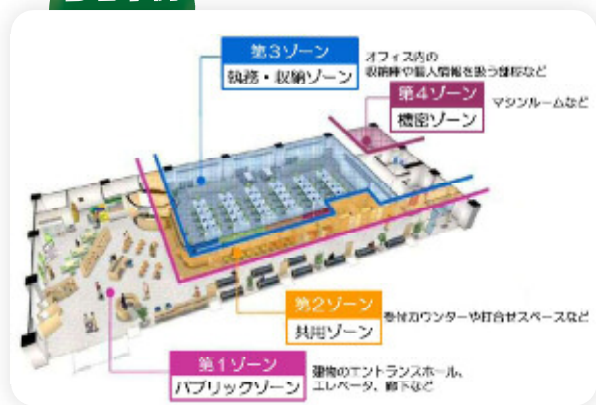 第3ゾーン
執務・収納ゾーン
オフィス内の
収納庫や個人情報を扱う部署など
第4ゾーン
機密ゾーン
マシンルームなど
第2ゾーン
共用ゾーン
受付カウンターや打合せスペースなど
第1ゾーン
パブリックゾーン
建物のエントランスホール、
エレベータ、廊下など